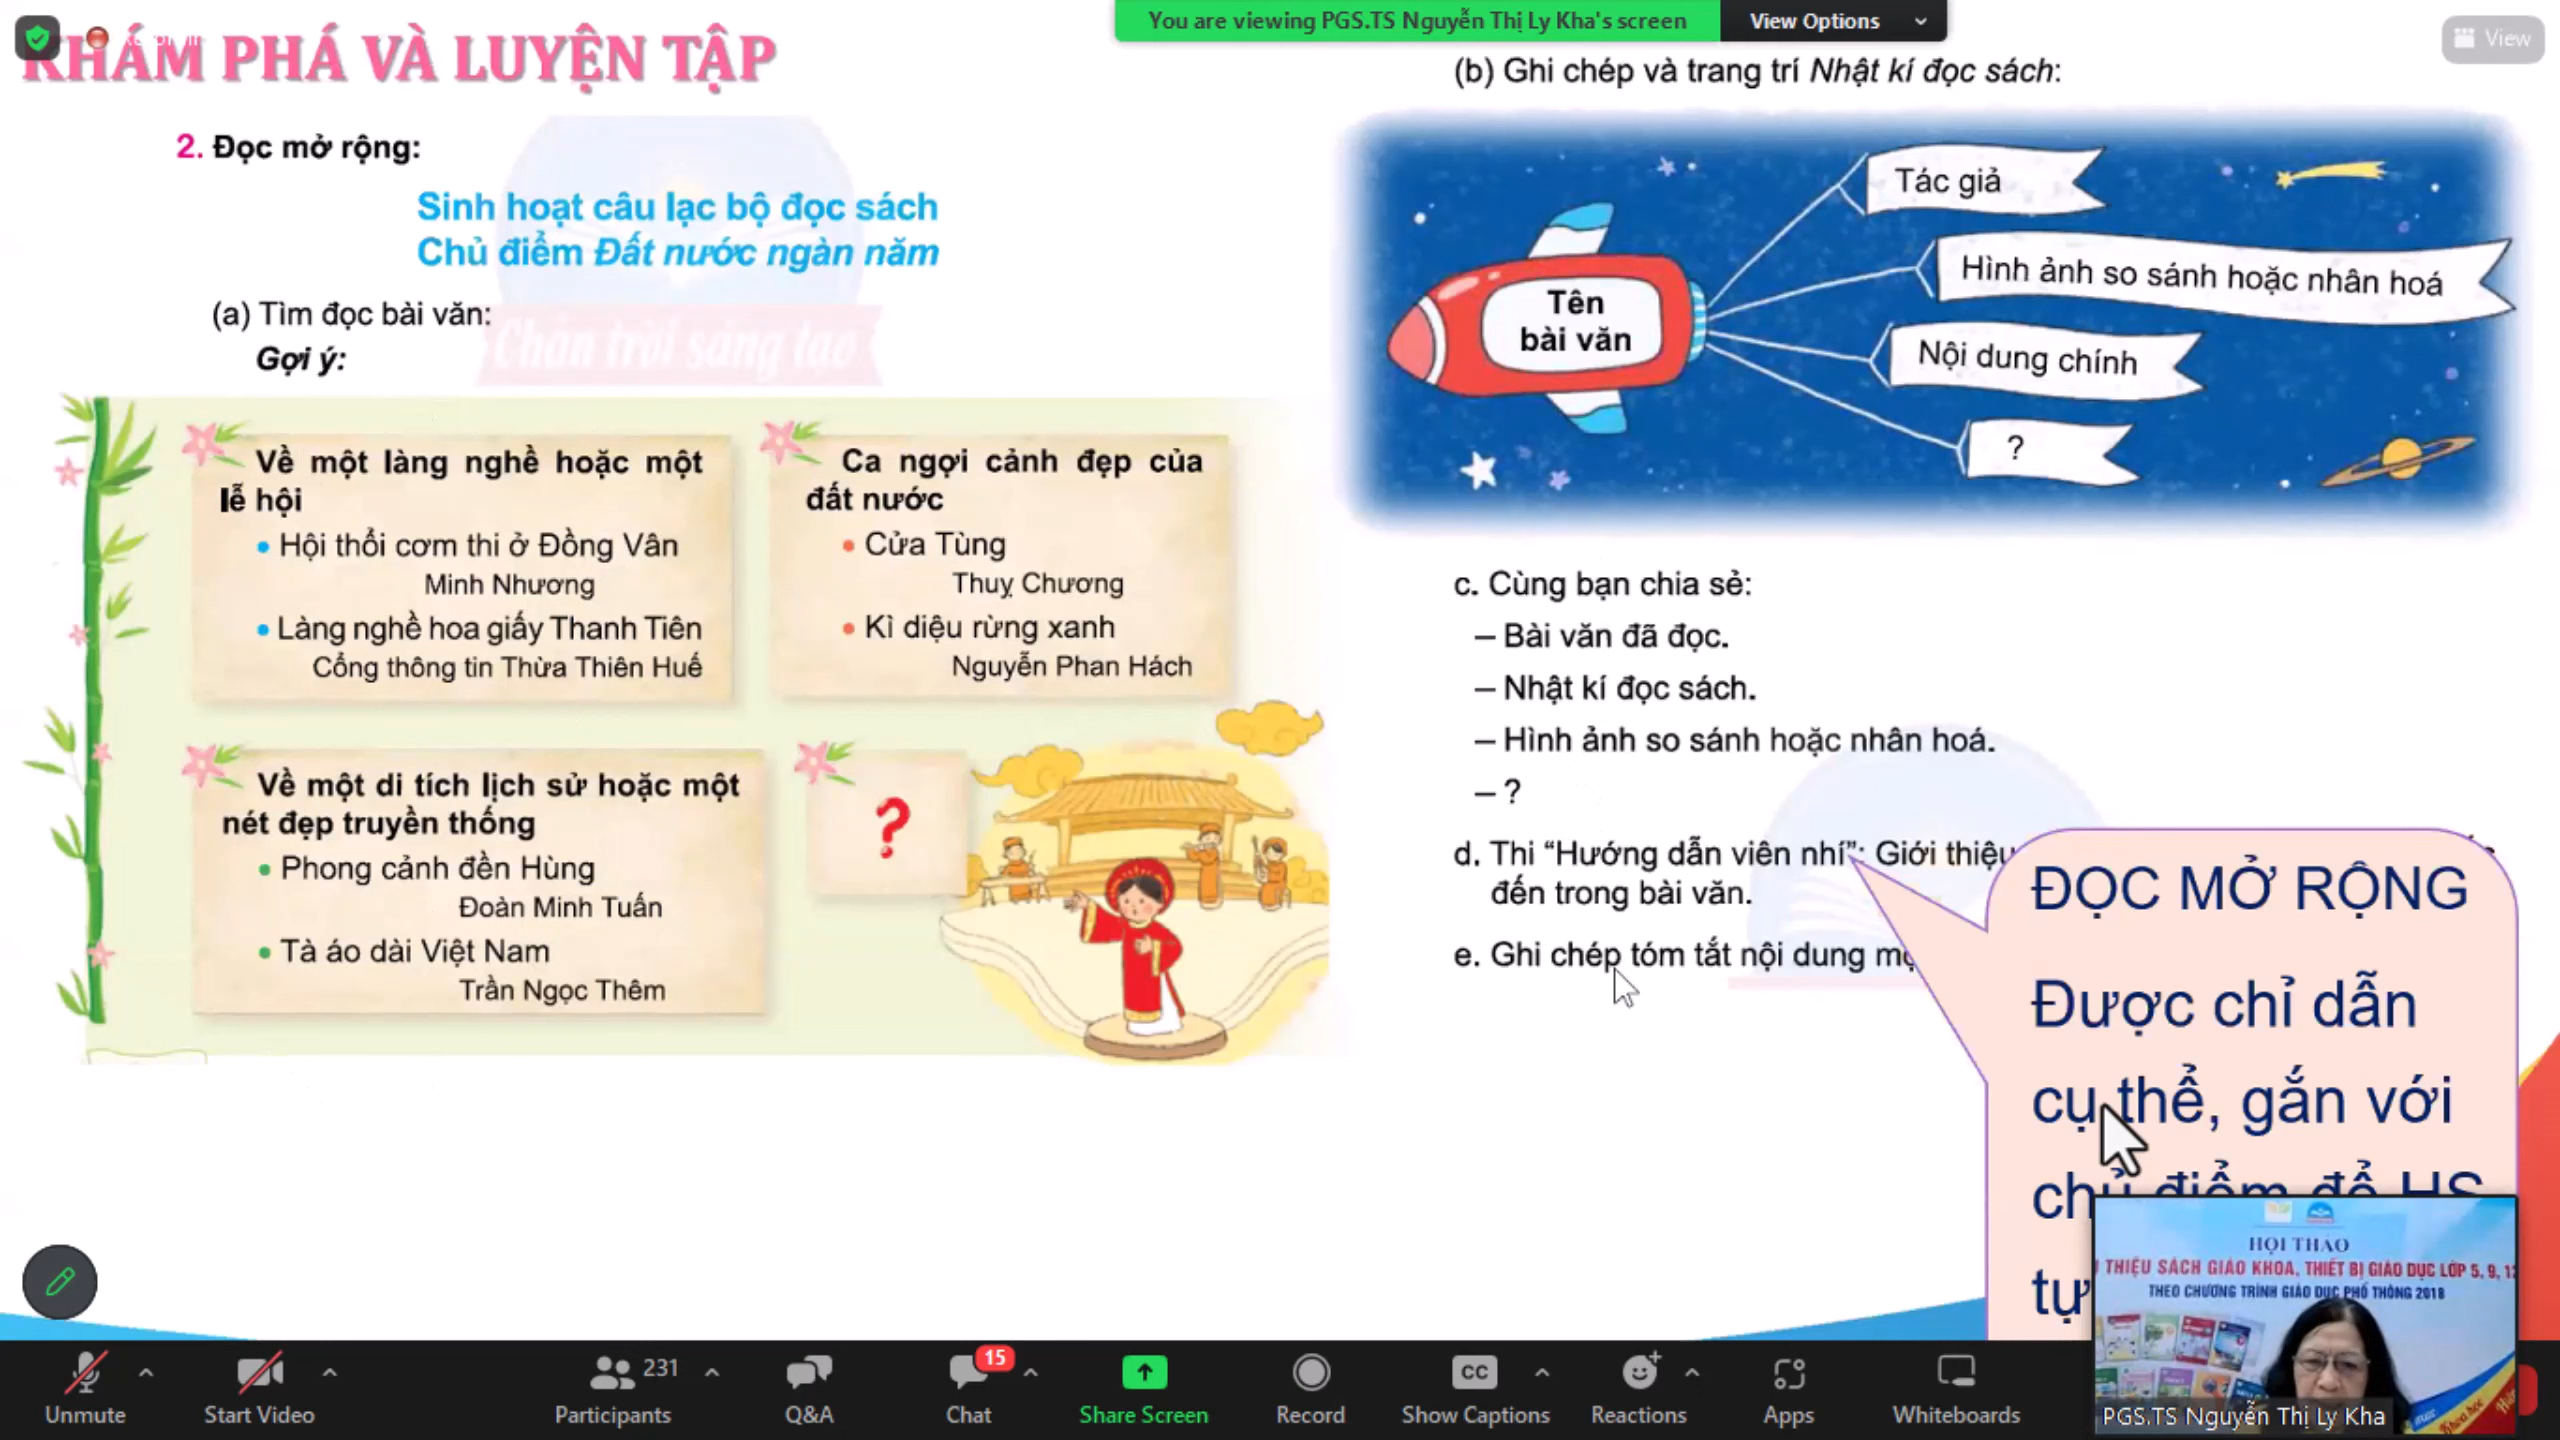 You are viewing PGS.TS Nguyễn Thị Ly Kha's screen
View Options
View
KHÁM PHÁ VÀ LUYỆN TẬP
2. Đọc mở rộng:
Sinh hoạt câu lạc bộ đọc sách
Chủ điểm Đất nước ngàn năm
(a) Tìm đọc bài văn:
Gợi ý:
Chân trời sáng tạo
Về một làng nghề hoặc một
lễ hội
• Hội thổi cơm thi ở Đồng Vân
Minh Nhương
• Làng nghề hoa giấy Thanh Tiên
Cổng thông tin Thừa Thiên Huế
Ca ngợi cảnh đẹp của
đất nước
• Cửa Tùng
Thuỵ Chương
• Kì diệu rừng xanh
Nguyễn Phan Hách
Về một di tích lịch sử hoặc một
nét đẹp truyền thống
• Phong cảnh đền Hùng
Đoàn Minh Tuấn
• Tà áo dài Việt Nam
Trần Ngọc Thêm
?
(b) Ghi chép và trang trí Nhật kí đọc sách:
Tên
bài văn
Tác giả
Hình ảnh so sánh hoặc nhân hoá
Nội dung chính
?
c. Cùng bạn chia sẻ:
– Bài văn đã đọc.
– Nhật kí đọc sách.
– Hình ảnh so sánh hoặc nhân hoá.
– ?
d. Thi “Hướng dẫn viên nhí”: Giới thiệu
đến trong bài văn.
e. Ghi chép tóm tắt nội dung
ĐỌC MỞ RỘNG
Được chỉ dẫn
cụ thể, gắn với
chủ điểm để HS
tự
HỘI THẢO
THIỆU SÁCH GIÁO KHOA, THIẾT BỊ GIÁO DỤC LỚP 5, 9, 1
THEO CHƯƠNG TRÌNH GIÁO DỤC PHỔ THÔNG 2018
PGS.TS Nguyễn Thị Ly Kha
Unmute
Start Video
231
Participants
Q&A
15
Chat
Share Screen
Record
CC
Show Captions
Reactions
Apps
Whiteboards